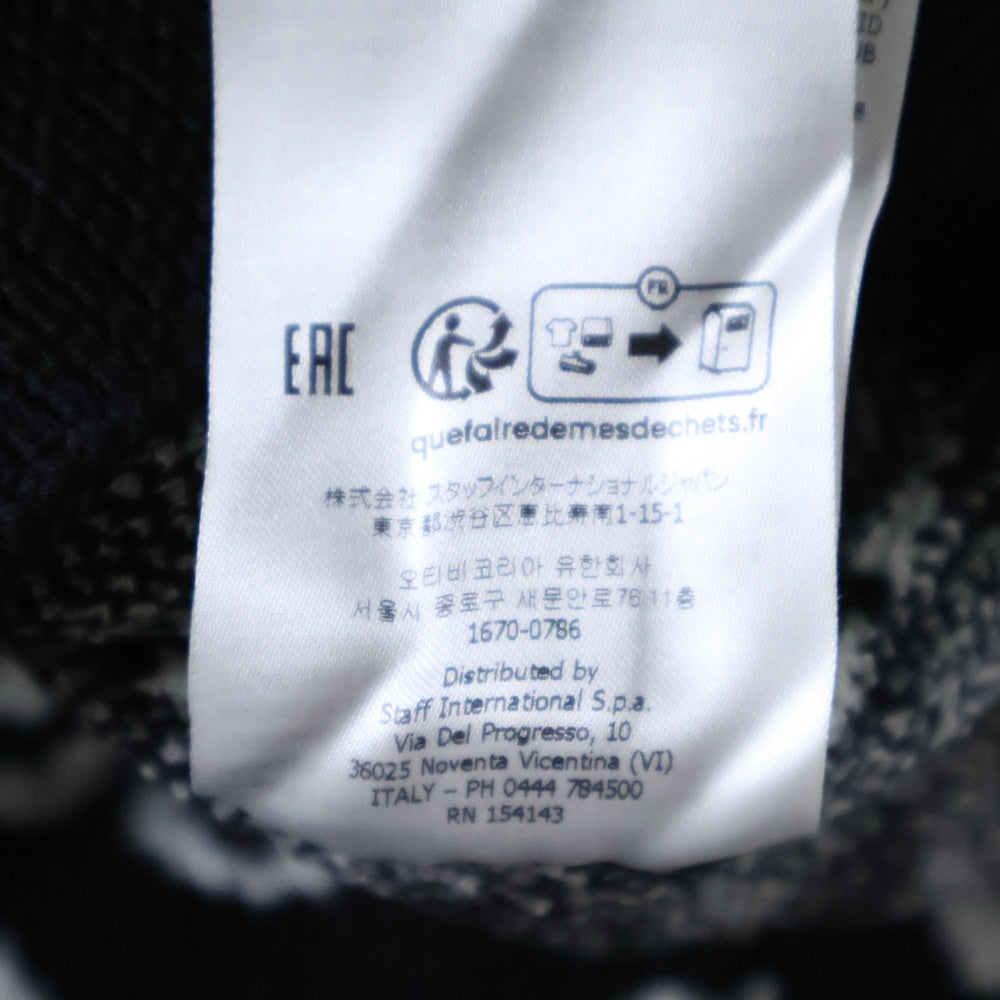 EAC
FR
quefairedemesdechets.fr
株式会社 スタッフインターナショナルジャパン
東京都渋谷区恵比寿南1-15-1
오티비코리아 유한회사
서울시 종로구 새문안로76 11층
1670-0786
Distributed by
Staff International S.p.a.
Via Del Progresso, 10
36025 Noventa Vicentina (VI)
ITALY - PH 0444 784500
RN 154143